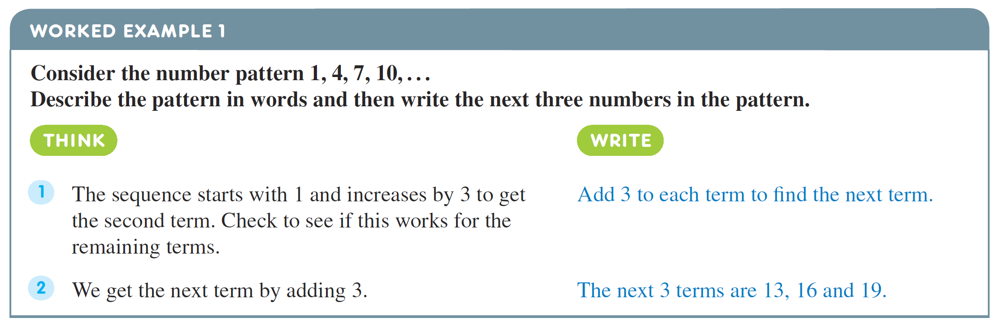 WORKED EXAMPLE 1
Consider the number pattern 1, 4, 7, 10, . . .
Describe the pattern in words and then write the next three numbers in the pattern.
THINK
WRITE
1 The sequence starts with 1 and increases by 3 to get
the second term. Check to see if this works for the
remaining terms.
Add 3 to each term to find the next term.
2 We get the next term by adding 3.
The next 3 terms are 13, 16 and 19.